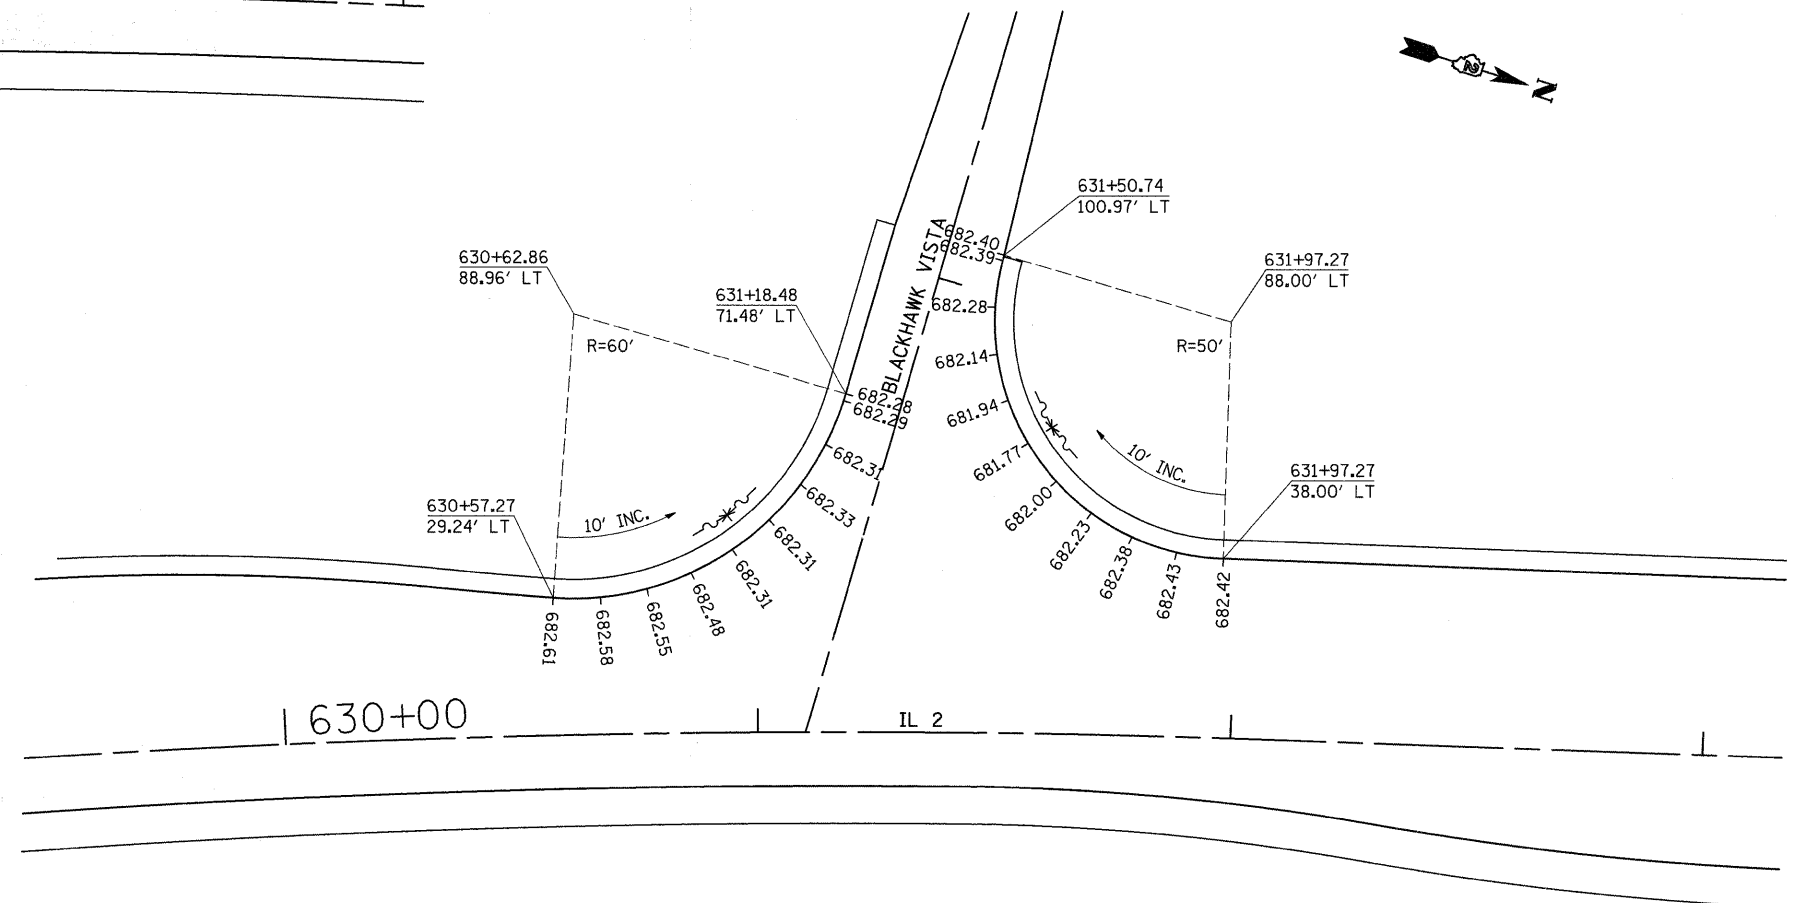 N
2
631+50.74
100.97' LT
682.40
682.39
BLACKHAWK VISTA
630+62.86
88.96' LT
631+97.27
88.00' LT
631+18.48
71.48' LT
682.28
R=60'
R=50'
682.14
682.28
682.29
681.94
682.31
681.77
10' INC.
631+97.27
38.00' LT
682.33
682.00
630+57.27
29.24' LT
10' INC.
682.31
682.23
682.31
682.38
682.48
682.43
682.55
682.42
682.58
682.61
630+00
IL 2